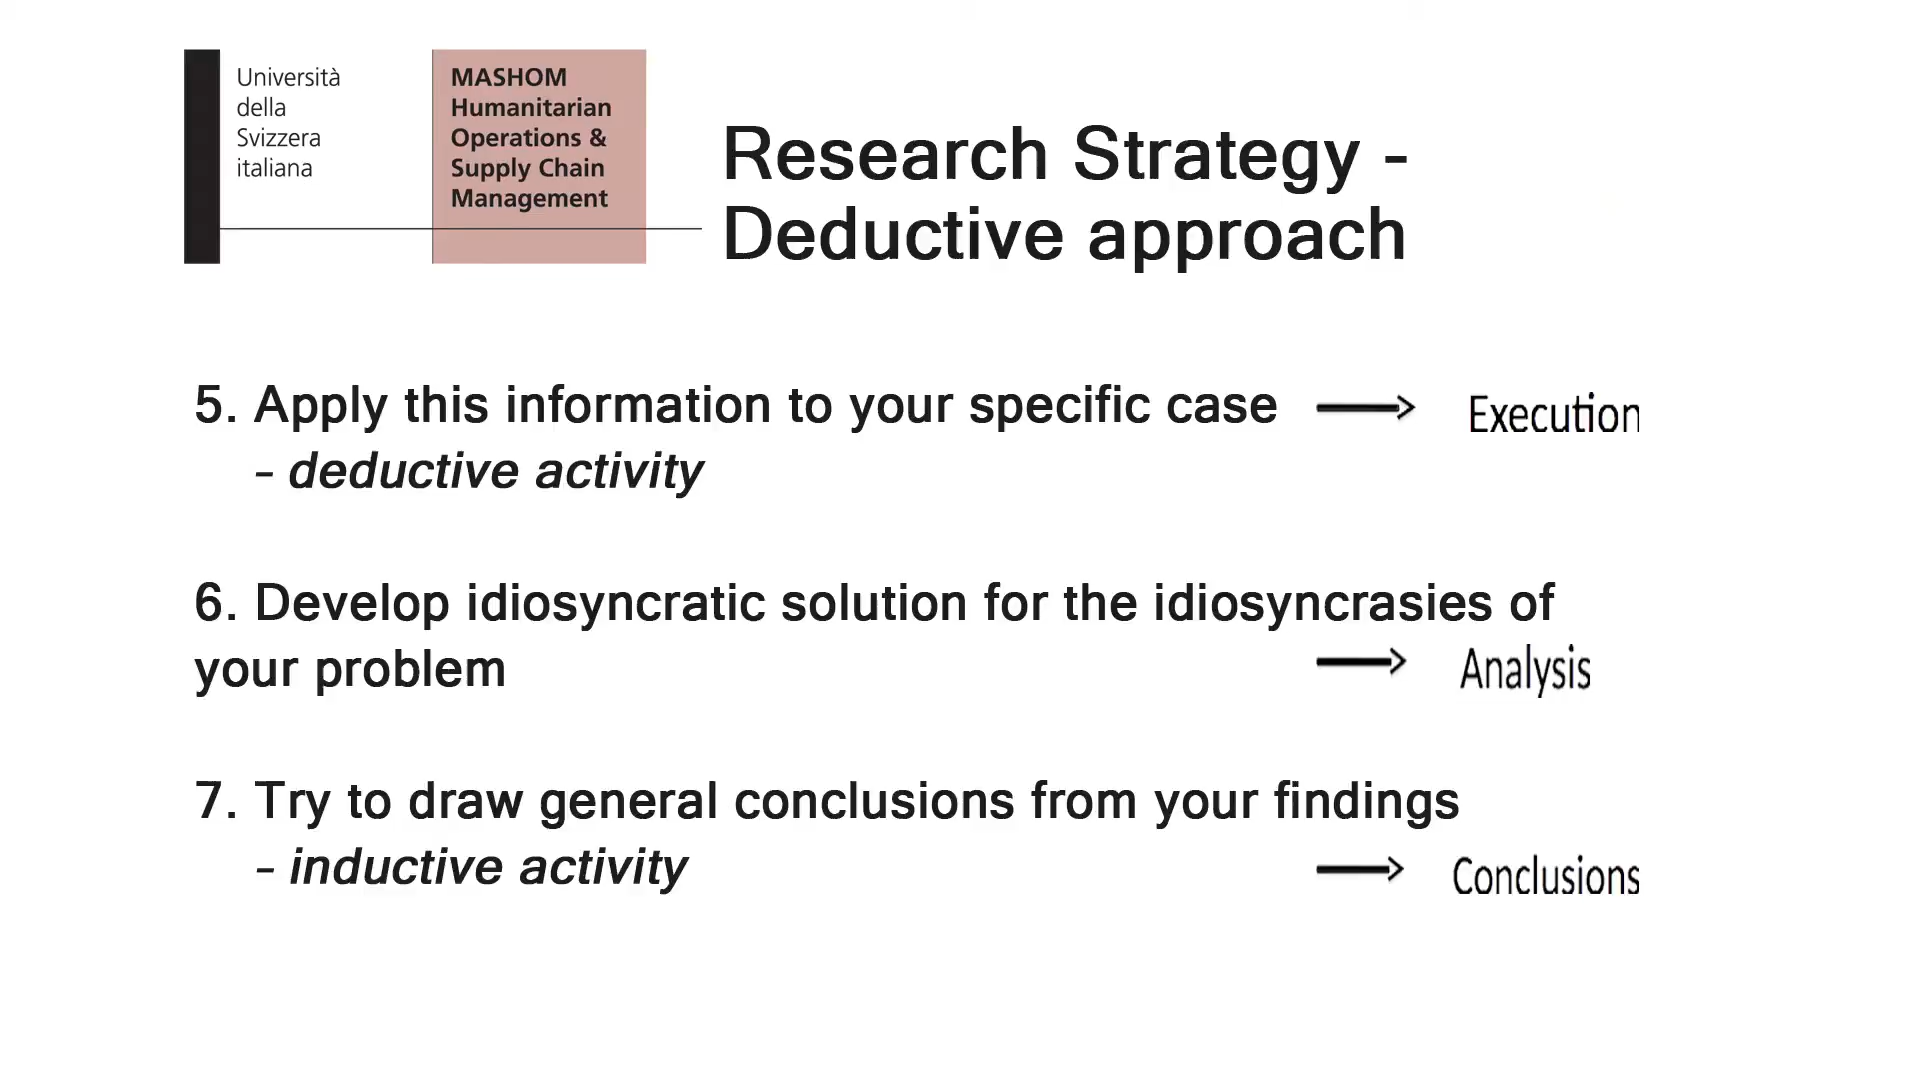 Università
della
Svizzera
italiana
MASHOM
Humanitarian
Operations &
Supply Chain
Management
Research Strategy -
Deductive approach
5. Apply this information to your specific case → Execution
– deductive activity
6. Develop idiosyncratic solution for the idiosyncrasies of
your problem → Analysis
7. Try to draw general conclusions from your findings
– inductive activity → Conclusions